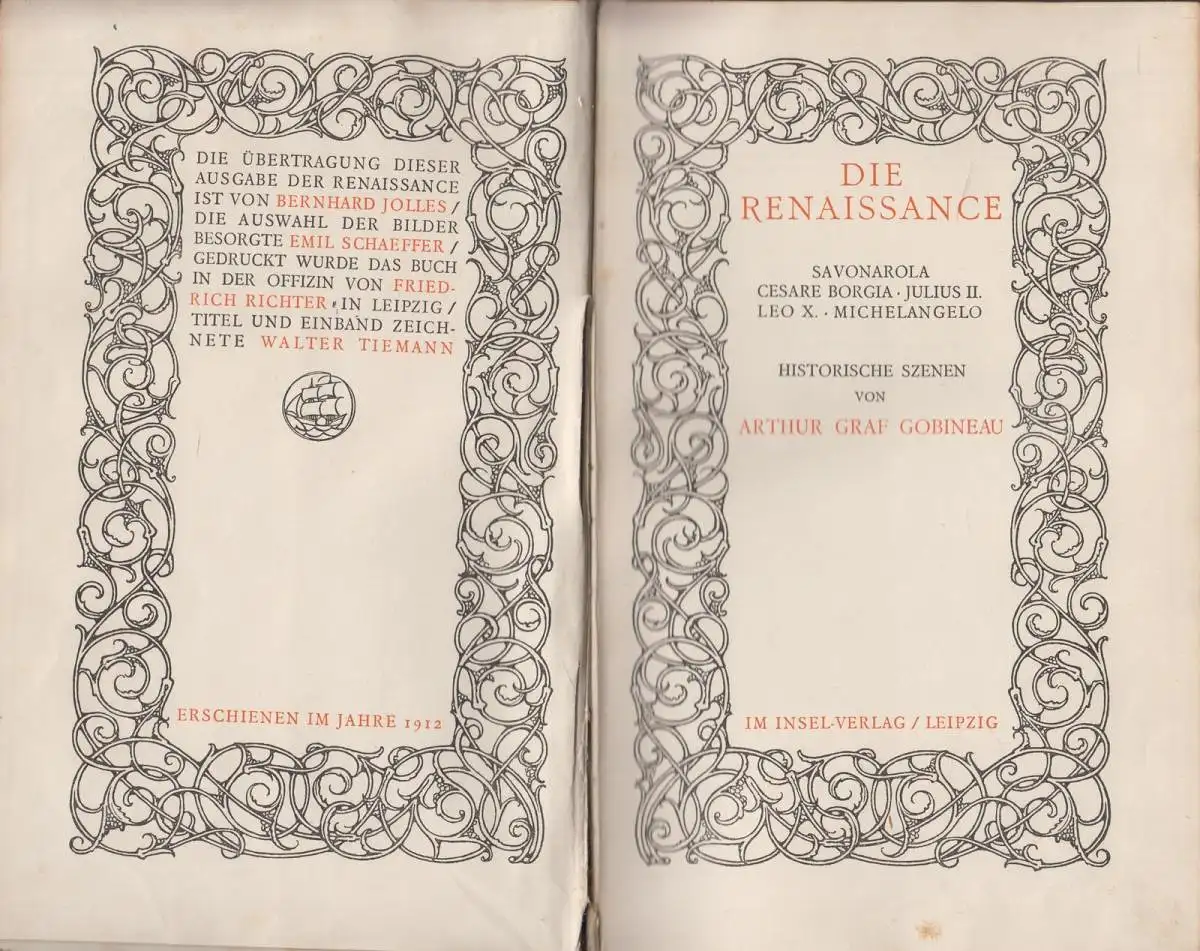 DIE ÜBERTRAGUNG DIESER
AUSGABE DER RENAISSANCE
IST VON BERNHARD JOLLES /
DIE AUSWAHL DER BILDER
BESORGTE EMIL SCHAEFFER /
GEDRUCKT WURDE DAS BUCH
IN DER OFFIZIN VON FRIED-
RICH RICHTER IN LEIPZIG /
TITEL UND EINBAND ZEICH-
NETE WALTER TIEMANN
ERSCHIENEN IM JAHRE 1912
DIE
RENAISSANCE
SAVONAROLA
CESARE BORGIA · JULIUS II.
LEO X. · MICHELANGELO
HISTORISCHE SZENEN
VON
ARTHUR GRAF GOBINEAU
IM INSEL-VERLAG / LEIPZIG